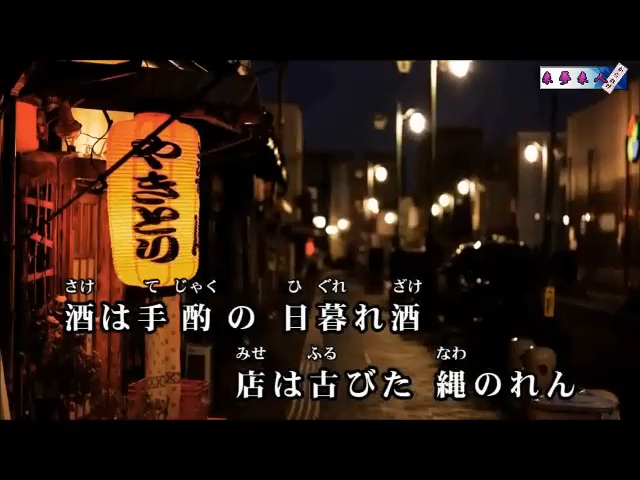 やきとり
さけ て じゃく ひ ぐれ ざけ
酒は手酌の 日暮れ酒
みせ ふる なわ
店は古びた 縄のれん